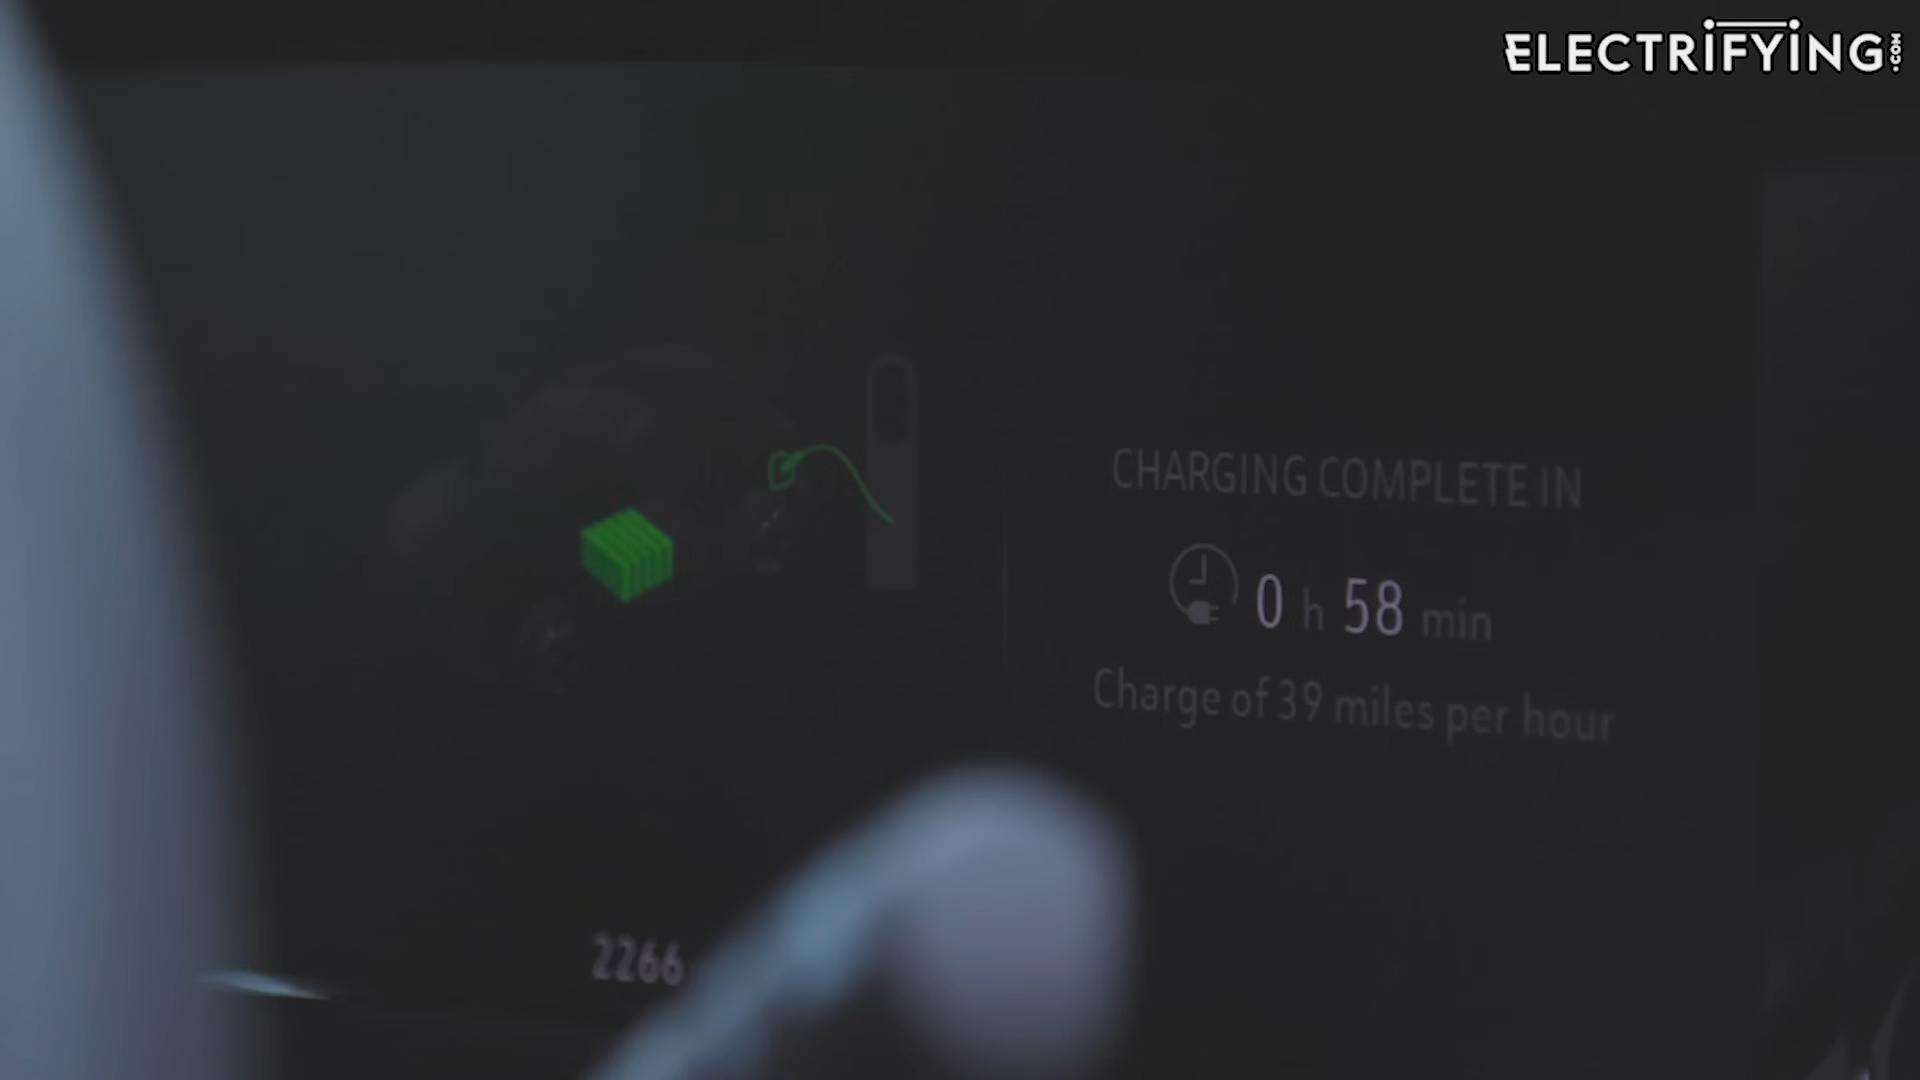 ELECTRIFYING.COM
CHARGING COMPLETE IN
0 h 58 min
Charge of 39 miles per hour
2266